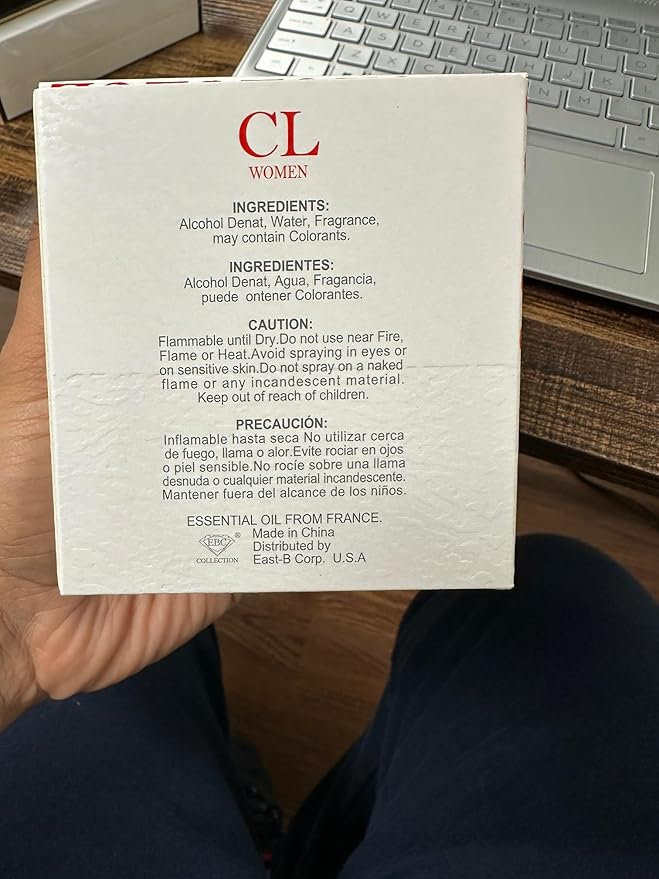 CL
WOMEN
INGREDIENTS:
Alcohol Denat, Water, Fragrance,
may contain Colorants.
INGREDIENTES:
Alcohol Denat, Agua, Fragancia,
puede ontener Colorantes.
CAUTION:
Flammable until Dry.Do not use near Fire,
Flame or Heat.Avoid spraying in eyes or
on sensitive skin.Do not spray on a naked
flame or any incandescent material.
Keep out of reach of children.
PRECAUCIÓN:
Inflamable hasta seca No utilizar cerca
de fuego, llama o alor.Evite rociar en ojos
o piel sensible.No rocíe sobre una llama
desnuda o cualquier material incandescente.
Mantener fuera del alcance de los niños.
ESSENTIAL OIL FROM FRANCE.
EBC ®
COLLECTION
Made in China
Distributed by
East-B Corp. U.S.A